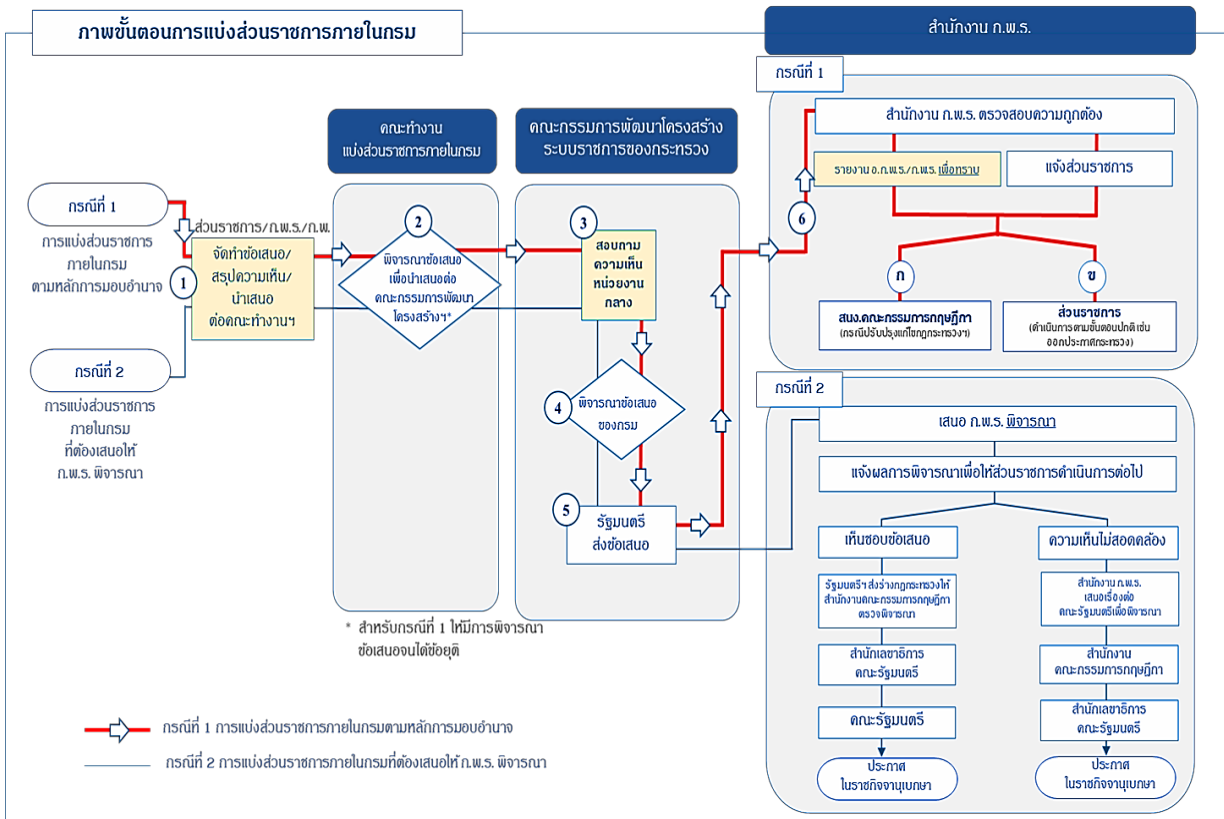 ภาพขั้นตอนการแบ่งส่วนราชการภายในกรม
สำนักงาน ก.พ.ร.
กรณีที่ 1
การแบ่งส่วนราชการ
ภายในกรม
ตามหลักการมอบอำนาจ
กรณีที่ 2
การแบ่งส่วนราชการ
ภายในกรม
ที่ต้องเสนอให้
ก.พ.ร. พิจารณา
ส่วนราชการ/ก.พ.ร./ก.พ.
1
จัดทำข้อเสนอ/
สรุปความเห็น/
นำเสนอ
ต่อคณะทำงานฯ
คณะทำงาน
แบ่งส่วนราชการภายในกรม
2
พิจารณาข้อเสนอ
เพื่อนำเสนอต่อ
คณะกรรมการพัฒนา
โครงสร้างฯ*
* สำหรับกรณีที่ 1 ให้มีการพิจารณา
ข้อเสนอจนได้ข้อยุติ
คณะกรรมการพัฒนาโครงสร้าง
ระบบราชการของกระทรวง
3
สอบถาม
ความเห็น
หน่วยงาน
กลาง
4
พิจารณาข้อเสนอ
ของกรม
5
รัฐมนตรี
ส่งข้อเสนอ
6
กรณีที่ 1
สำนักงาน ก.พ.ร. ตรวจสอบความถูกต้อง
รายงาน อ.ก.พ.ร./ก.พ.ร. เพื่อทราบ
แจ้งส่วนราชการ
ก
ข
สนง.คณะกรรมการกฤษฎีกา
(กรณีปรับปรุงแก้ไขกฎกระทรวงฯ)
ส่วนราชการ
(ดำเนินการตามขั้นตอนปกติ เช่น
ออกประกาศกระทรวง)
กรณีที่ 2
เสนอ ก.พ.ร. พิจารณา
แจ้งผลการพิจารณาเพื่อให้ส่วนราชการดำเนินการต่อไป
เห็นชอบข้อเสนอ
รัฐมนตรีฯ ส่งร่างกฎกระทรวงให้
สำนักงานคณะกรรมการกฤษฎีกา
ตรวจพิจารณา
สำนักเลขาธิการ
คณะรัฐมนตรี
คณะรัฐมนตรี
ประกาศ
ในราชกิจจานุเบกษา
ความเห็นไม่สอดคล้อง
สำนักงาน ก.พ.ร.
เสนอเรื่องต่อ
คณะรัฐมนตรีเพื่อพิจารณา
สำนักงาน
คณะกรรมการกฤษฎีกา
สำนักเลขาธิการ
คณะรัฐมนตรี
ประกาศ
ในราชกิจจานุเบกษา
กรณีที่ 1 การแบ่งส่วนราชการภายในกรมตามหลักการมอบอำนาจ
กรณีที่ 2 การแบ่งส่วนราชการภายในกรมที่ต้องเสนอให้ ก.พ.ร. พิจารณา